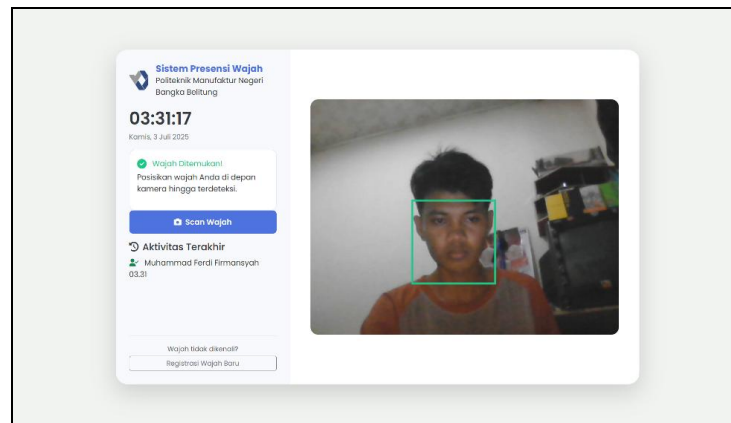 Sistem Presensi Wajah
Politeknik Manufaktur Negeri
Bangka Belitung
03:31:17
Kamis, 3 Juli 2025
Wajah Ditemukan!
Posisikan wajah Anda di depan
kamera hingga terdeteksi.
Scan Wajah
Aktivitas Terakhir
Muhammad Ferdi Firmansyah
03.31
Wajah tidak dikenali?
Registrasi Wajah Baru